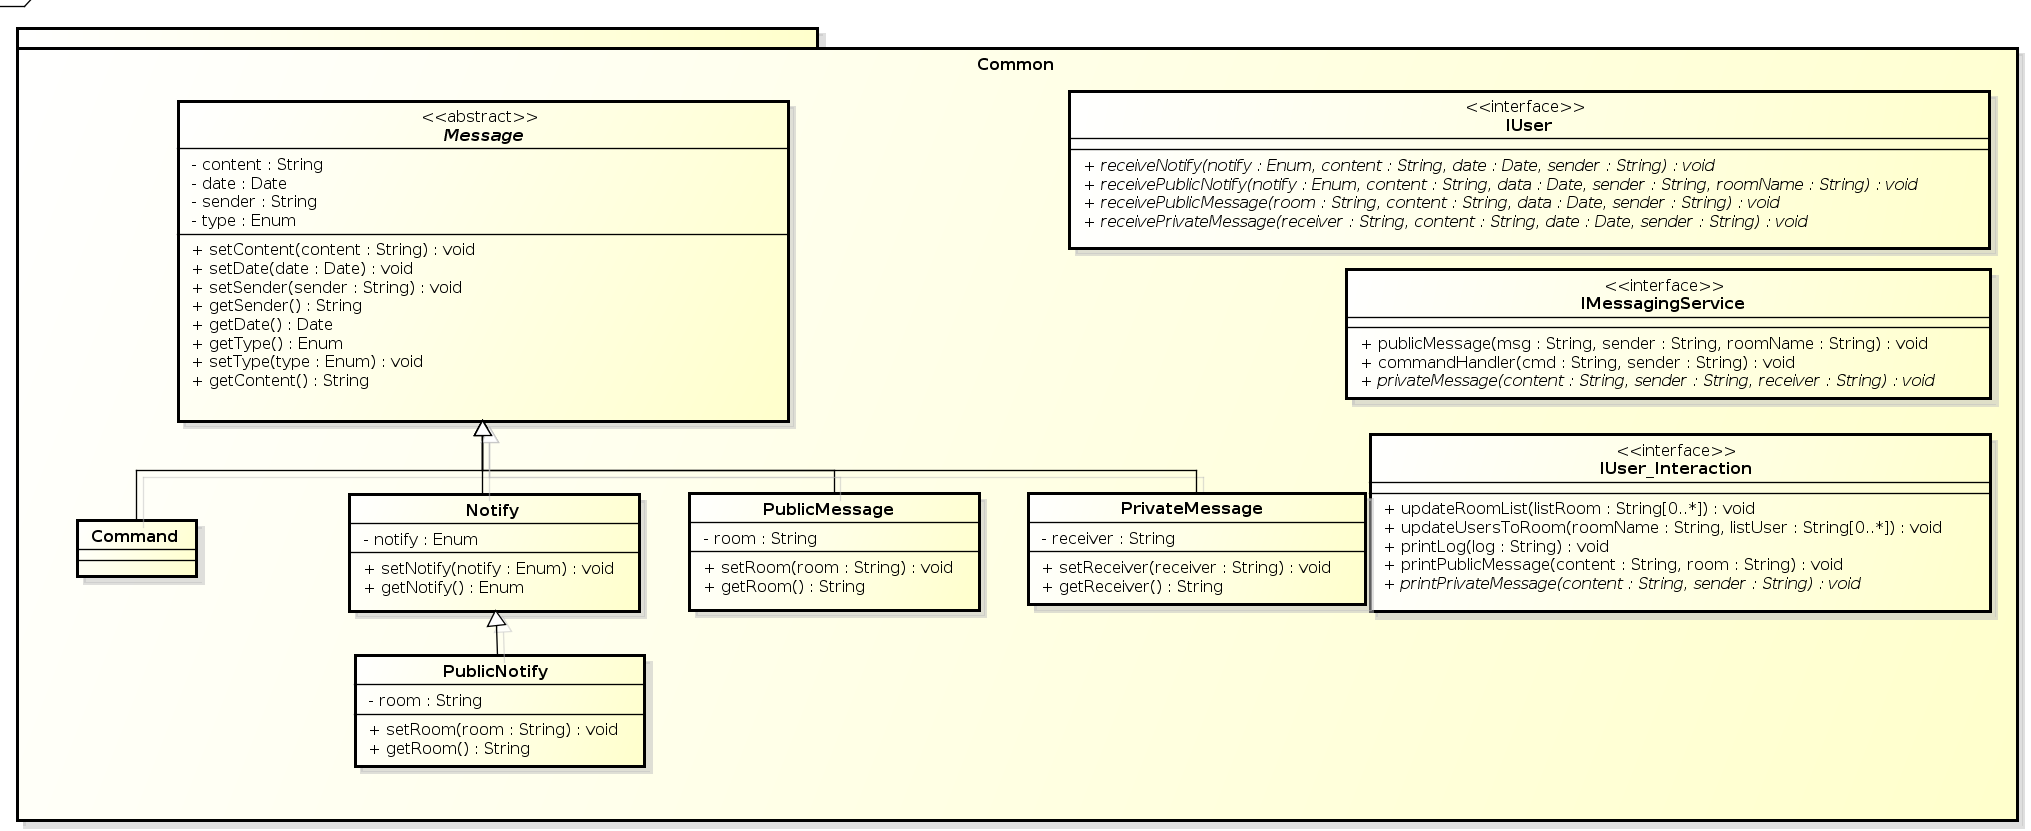 Common
<<abstract>>
Message
- content : String
- date : Date
- sender : String
- type : Enum
+ setContent(content : String) : void
+ setDate(date : Date) : void
+ setSender(sender : String) : void
+ getSender() : String
+ getDate() : Date
+ getType() : Enum
+ setType(type : Enum) : void
+ getContent() : String
<<interface>>
IUser
+ receiveNotify(notify : Enum, content : String, date : Date, sender : String) : void
+ receivePublicNotify(notify : Enum, content : String, data : Date, sender : String, roomName : String) : void
+ receivePublicMessage(room : String, content : String, data : Date, sender : String) : void
+ receivePrivateMessage(receiver : String, content : String, date : Date, sender : String) : void
<<interface>>
IMessagingService
+ publicMessage(msg : String, sender : String, roomName : String) : void
+ commandHandler(cmd : String, sender : String) : void
+ privateMessage(content : String, sender : String, receiver : String) : void
<<interface>>
IUser_Interaction
+ updateRoomList(listRoom : String[0..*]) : void
+ updateUsersToRoom(roomName : String, listUser : String[0..*]) : void
+ printLog(log : String) : void
+ printPublicMessage(content : String, room : String) : void
+ printPrivateMessage(content : String, sender : String) : void
Command
Notify
- notify : Enum
+ setNotify(notify : Enum) : void
+ getNotify() : Enum
PublicMessage
- room : String
+ setRoom(room : String) : void
+ getRoom() : String
PrivateMessage
- receiver : String
+ setReceiver(receiver : String) : void
+ getReceiver() : String
PublicNotify
- room : String
+ setRoom(room : String) : void
+ getRoom() : String